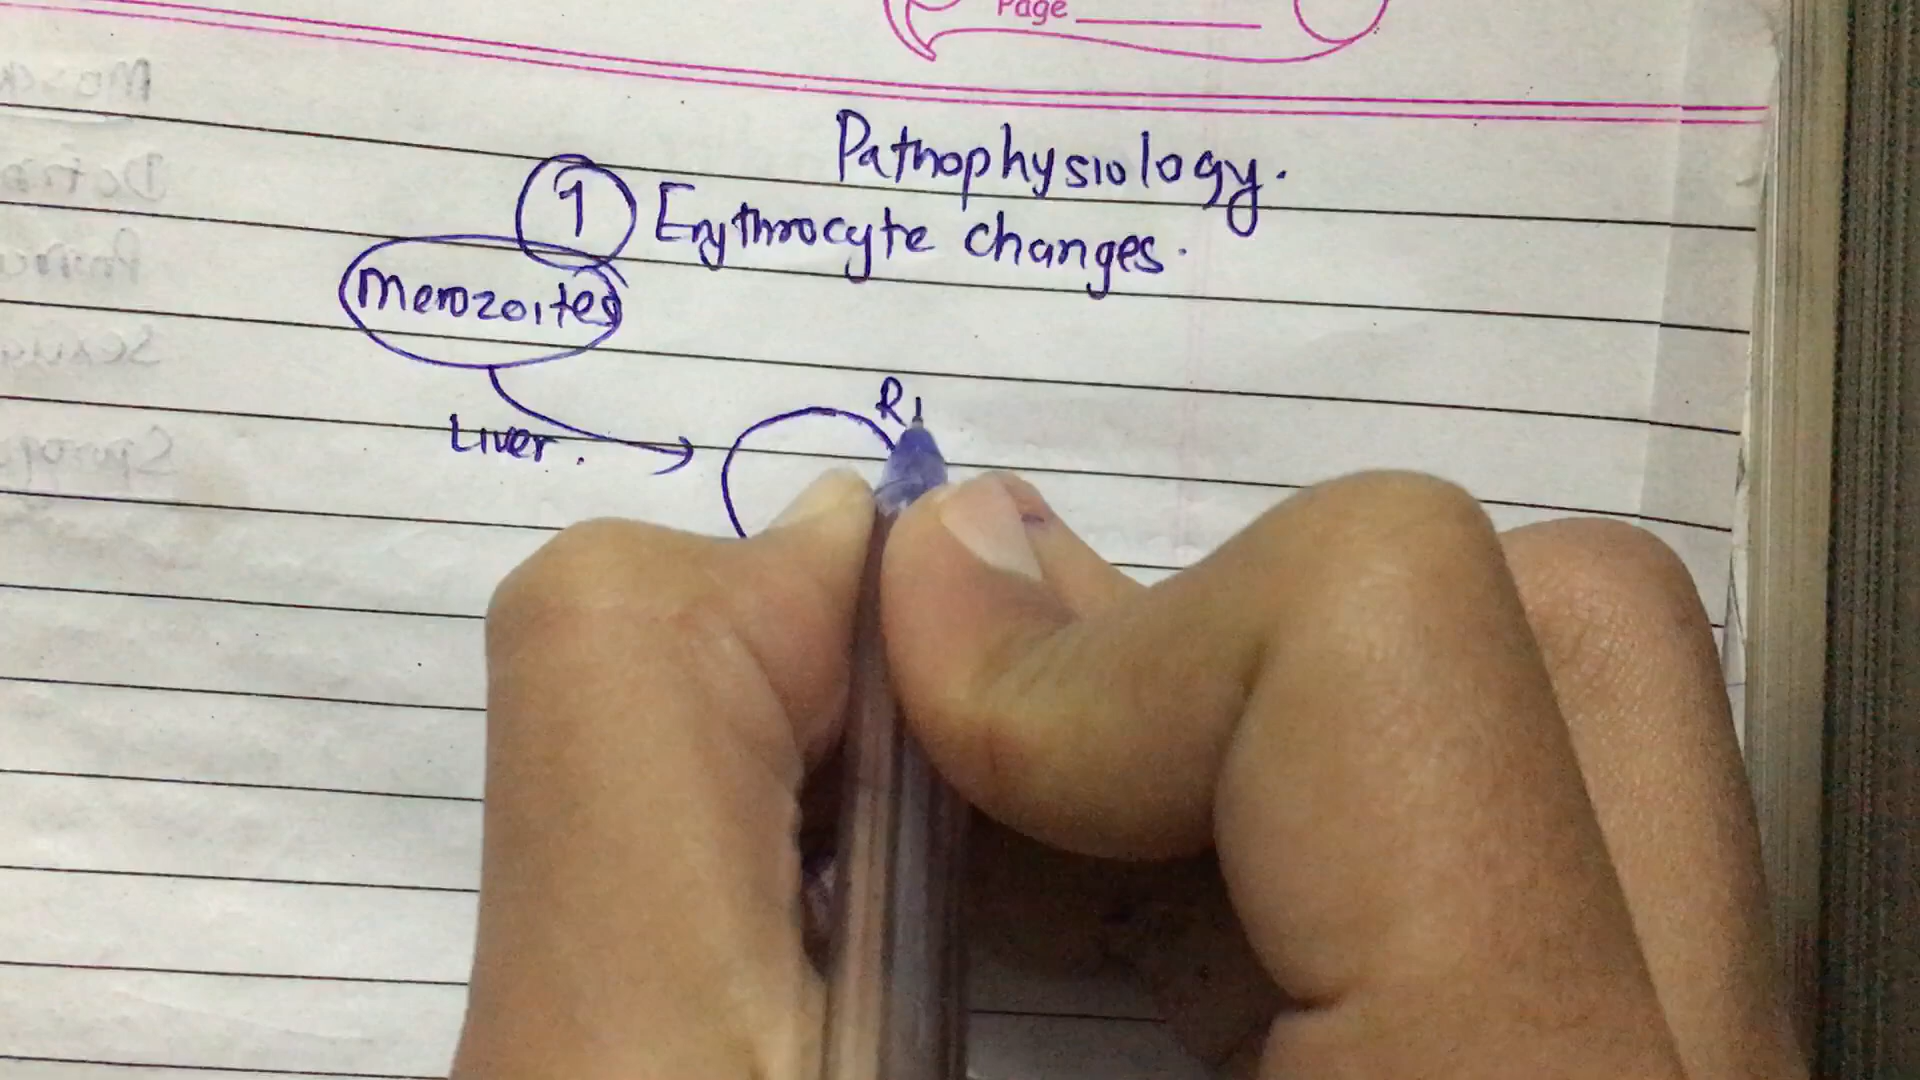 Page
Pathophysiology.
1 Erythrocyte changes.
Merozoites
R
Liver.